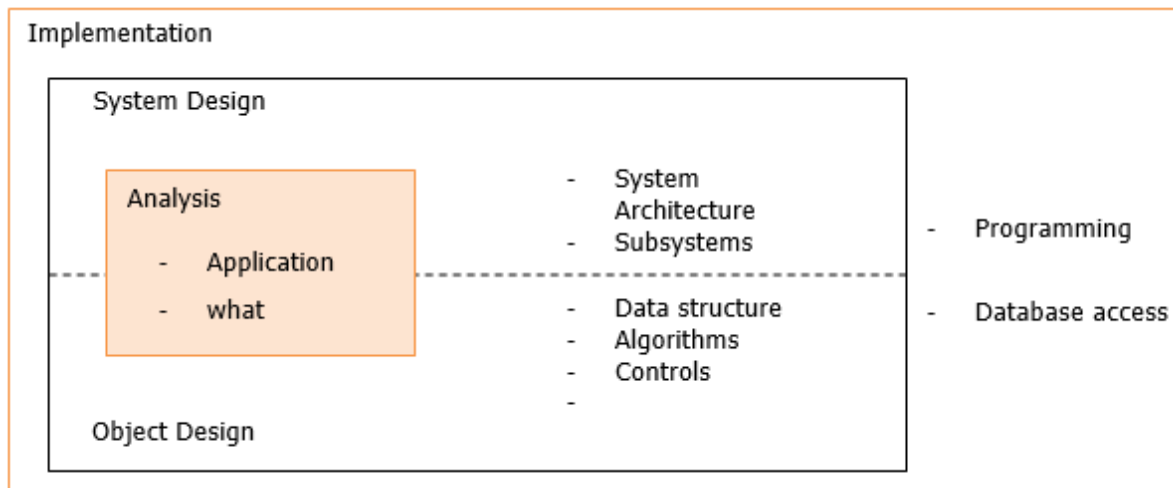 Implementation
System Design
Analysis
- Application
- what
- System
Architecture
- Subsystems
- Data structure
- Algorithms
- Controls
-
Object Design
- Programming
- Database access